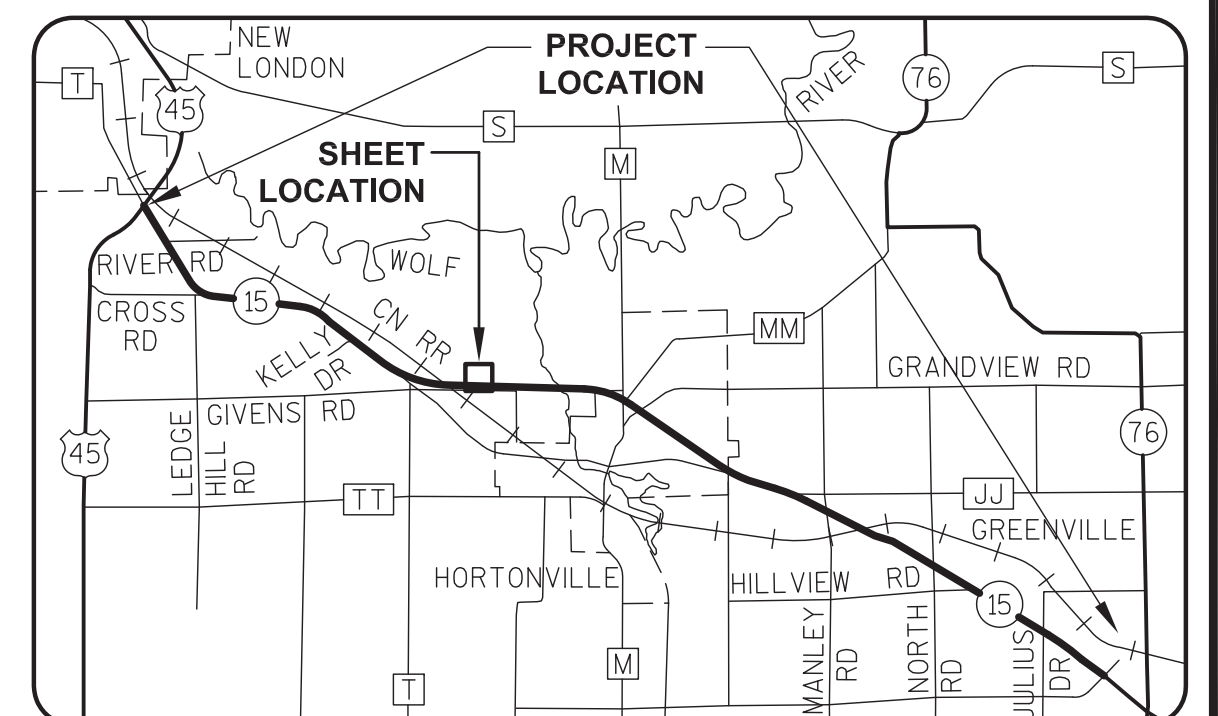 NEW
LONDON
PROJECT
LOCATION
RIVER
76
S
T
45
S
M
SHEET
LOCATION
RIVER RD
WOLF
15
CROSS
RD
CN RR
KELLY
DR
MM
GRANDVIEW RD
GIVENS RD
45
LEDGE
HILL
RD
76
TT
JJ
GREENVILLE
HORTONVILLE
HILLVIEW RD
15
MANLEY
RD
NORTH
RD
JULIUS
DR
M
T